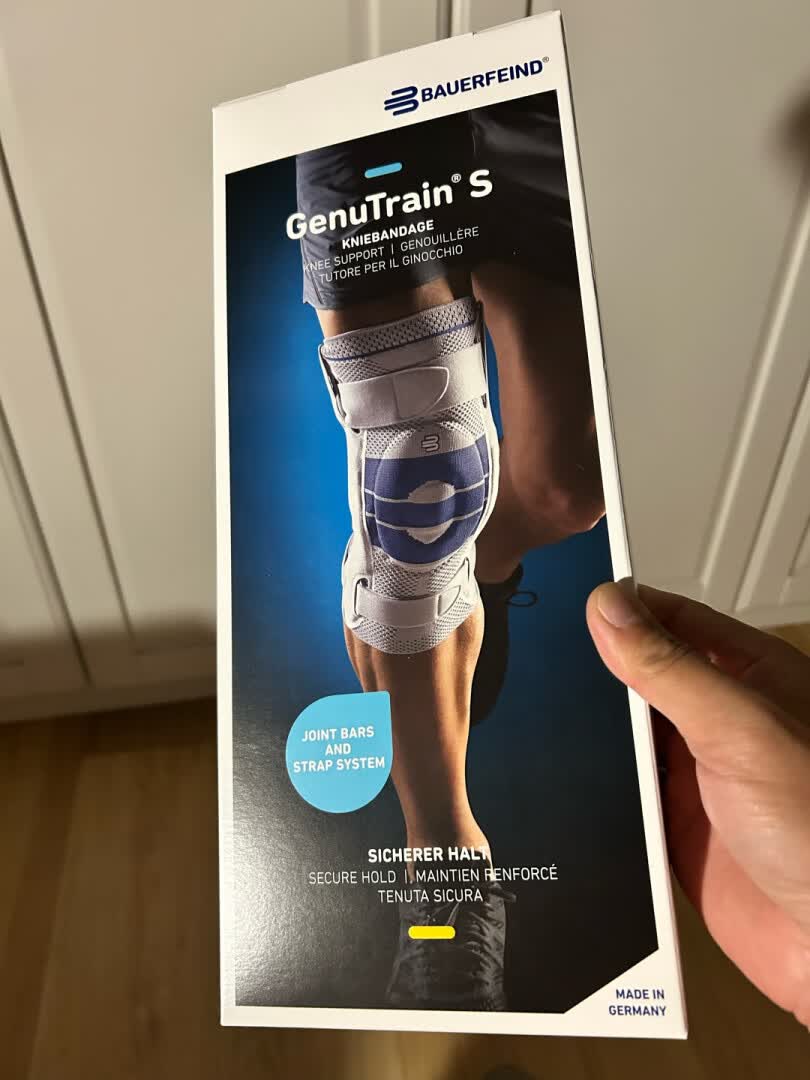 BAUERFEIND®
GenuTrain® S
KNIEBANDAGE
KNEE SUPPORT | GENOUILLÈRE
TUTORE PER IL GINOCCHIO
JOINT BARS
AND
STRAP SYSTEM
SICHERER HALT
SECURE HOLD | MAINTIEN RENFORCÉ
TENUTA SICURA
MADE IN
GERMANY